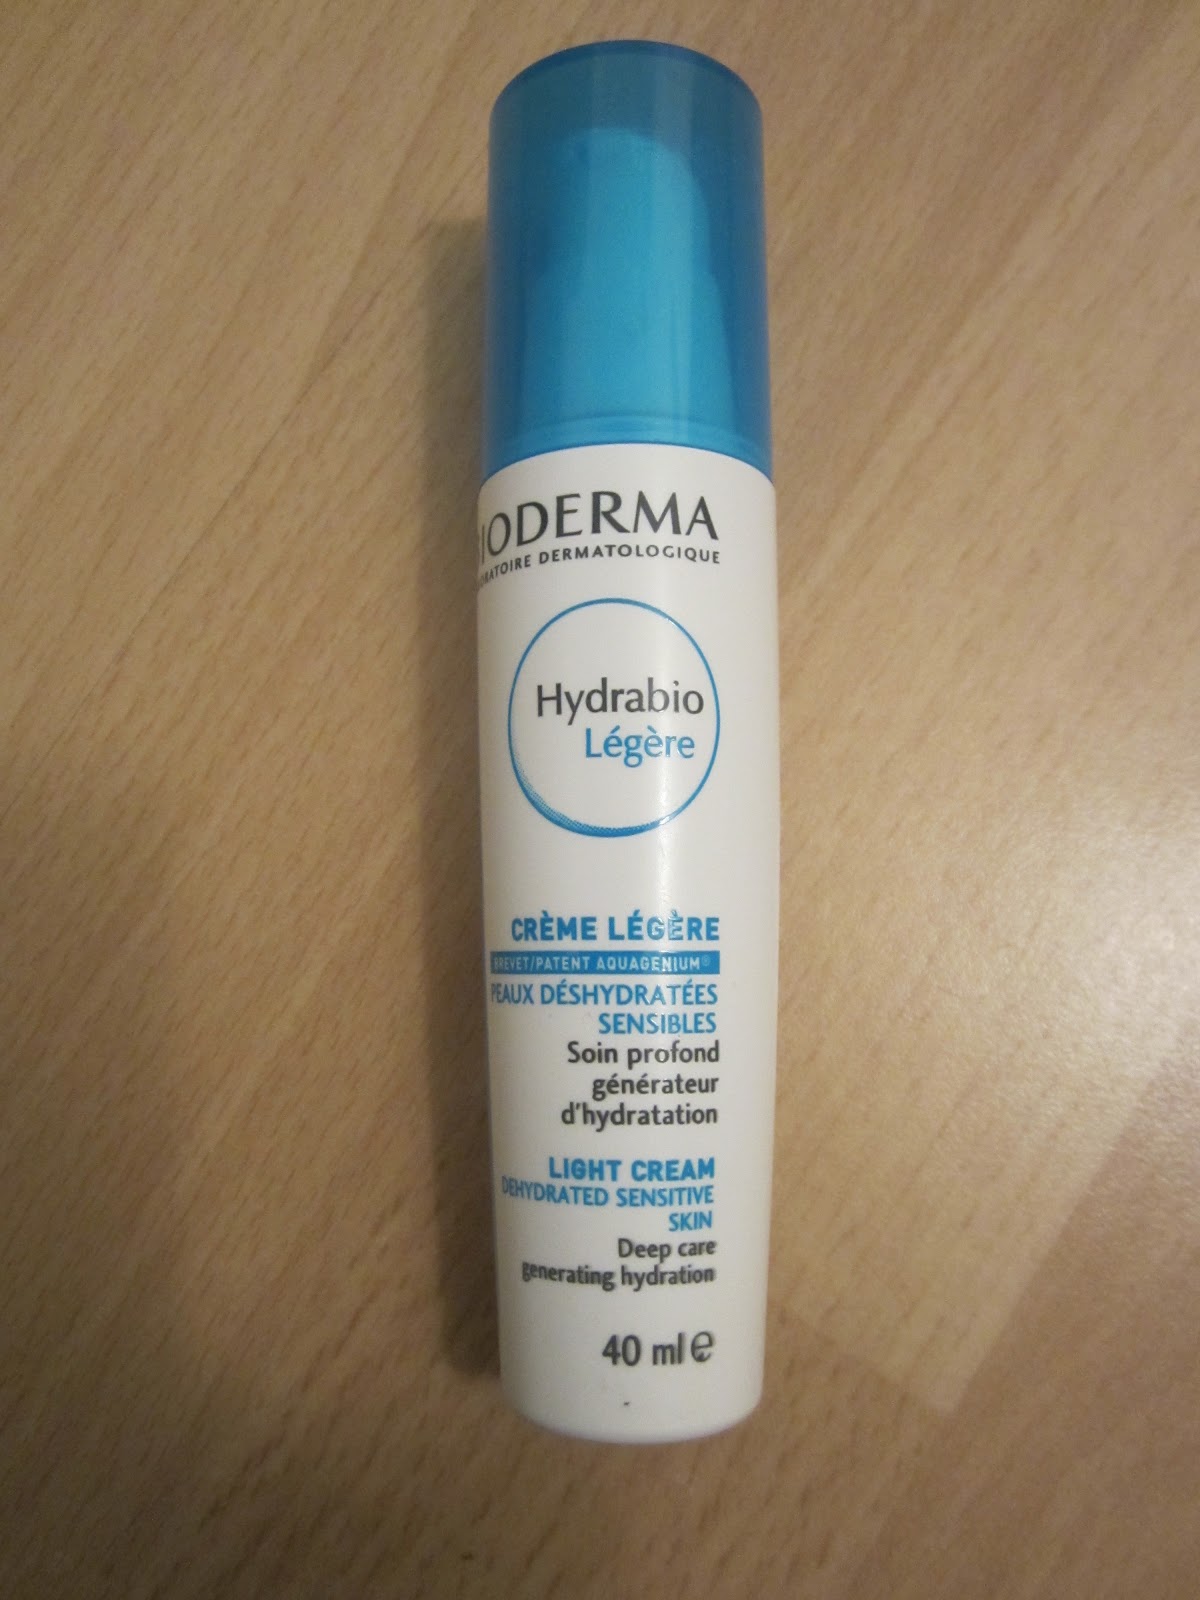 BIODERMA
LABORATOIRE DERMATOLOGIQUE
Hydrabio
Légère
CRÈME LÉGÈRE
BREVET/PATENT AQUAGENIUM®
PEAUX DÉSHYDRATÉES
SENSIBLES
Soin profond
générateur
d'hydratation
LIGHT CREAM
DEHYDRATED SENSITIVE
SKIN
Deep care
generating hydration
40 ml ℮